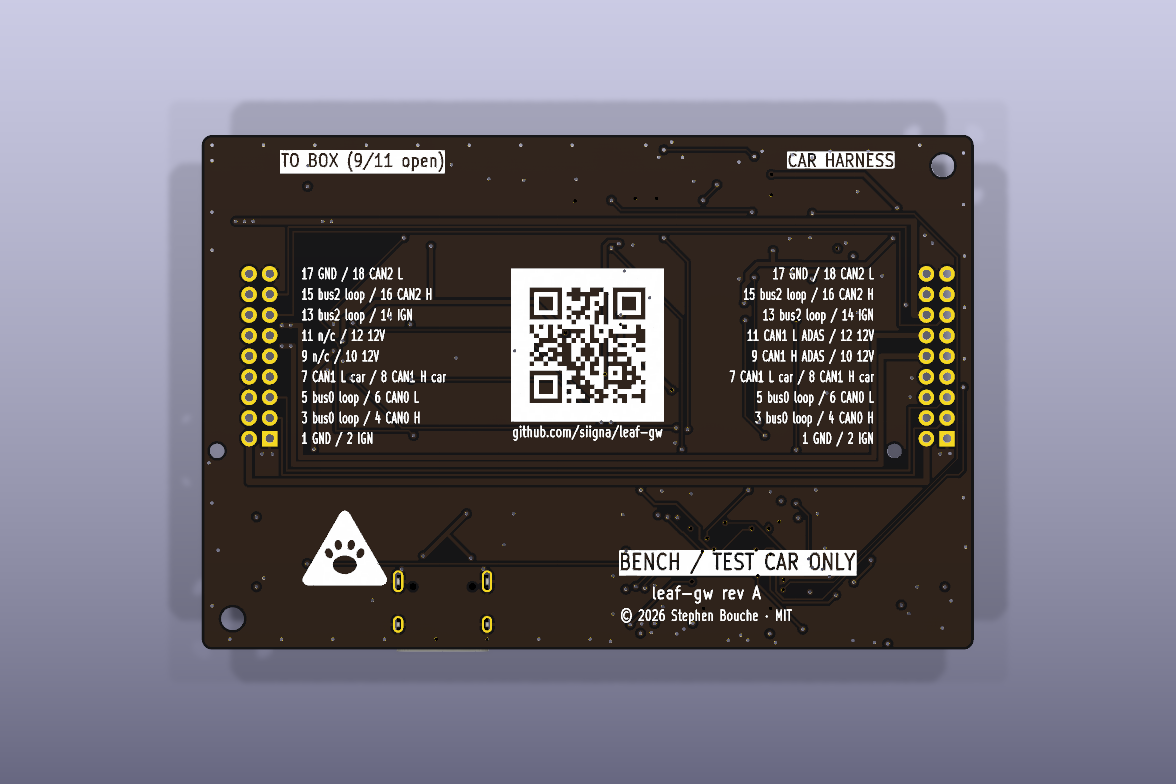 TO BOX (9/11 open)
CAR HARNESS
17 GND / 18 CAN2 L
15 bus2 loop / 16 CAN2 H
13 bus2 loop / 14 IGN
11 n/c / 12 12V
9 n/c / 10 12V
7 CAN1 L car / 8 CAN1 H car
5 bus0 loop / 6 CAN0 L
3 bus0 loop / 4 CAN0 H
1 GND / 2 IGN
github.com/siigna/leaf-gw
17 GND / 18 CAN2 L
15 bus2 loop / 16 CAN2 H
13 bus2 loop / 14 IGN
11 CAN1 L ADAS / 12 12V
9 CAN1 H ADAS / 10 12V
7 CAN1 L car / 8 CAN1 H car
5 bus0 loop / 6 CAN0 L
3 bus0 loop / 4 CAN0 H
1 GND / 2 IGN
BENCH / TEST CAR ONLY
leaf-gw rev A
© 2026 Stephen Bouche · MIT